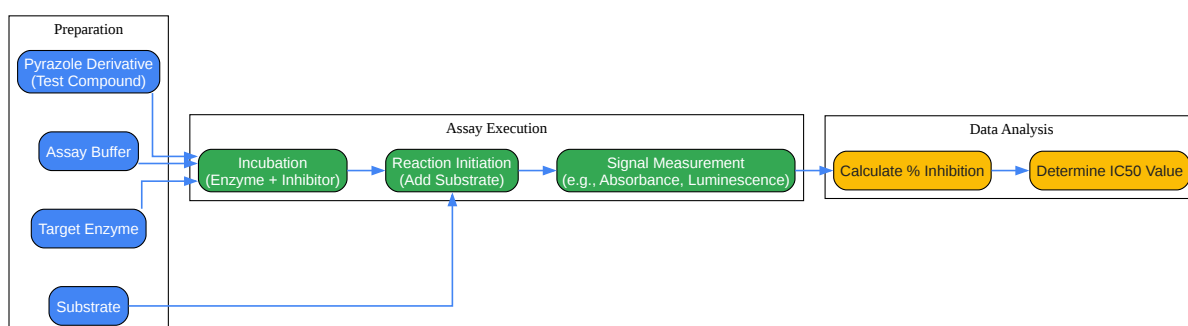 Preparation
Pyrazole Derivative
(Test Compound)
Assay Buffer
Target Enzyme
Substrate
Assay Execution
Incubation
(Enzyme + Inhibitor)
Reaction Initiation
(Add Substrate)
Signal Measurement
(e.g., Absorbance, Luminescence)
Data Analysis
Calculate % Inhibition
Determine IC50 Value